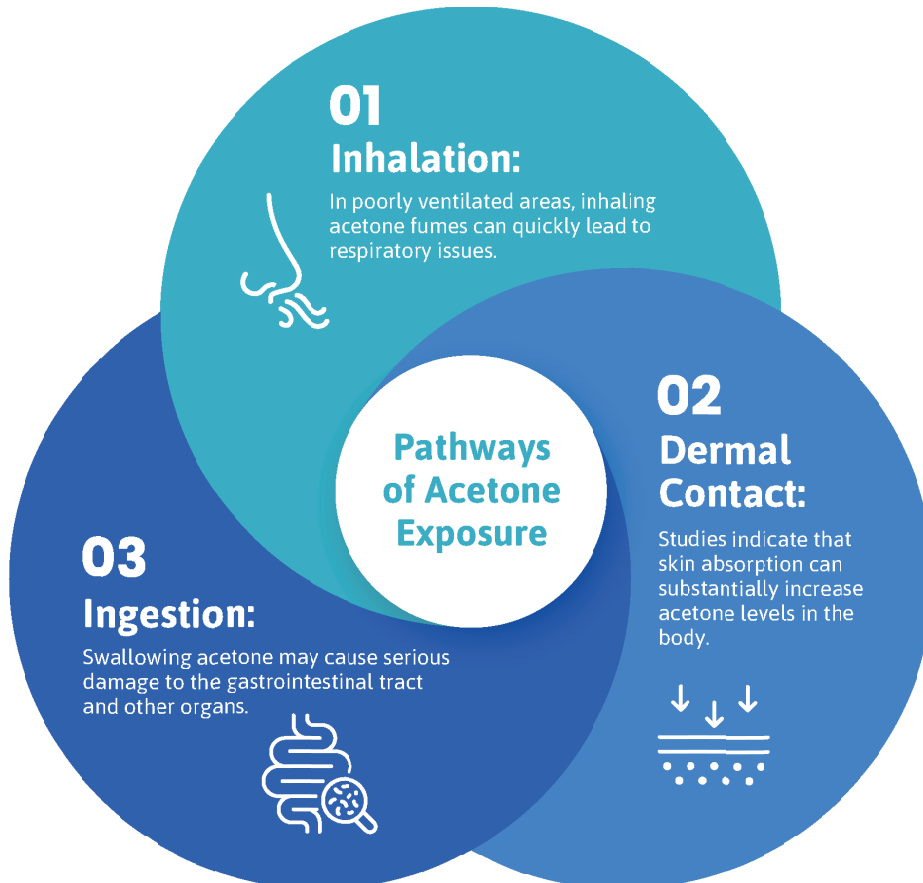 01
Inhalation:
In poorly ventilated areas, inhaling
acetone fumes can quickly lead to
respiratory issues.
Pathways
of Acetone
Exposure
02
Dermal
Contact:
Studies indicate that
skin absorption can
substantially increase
acetone levels in the
body.
03
Ingestion:
Swallowing acetone may cause serious
damage to the gastrointestinal tract
and other organs.